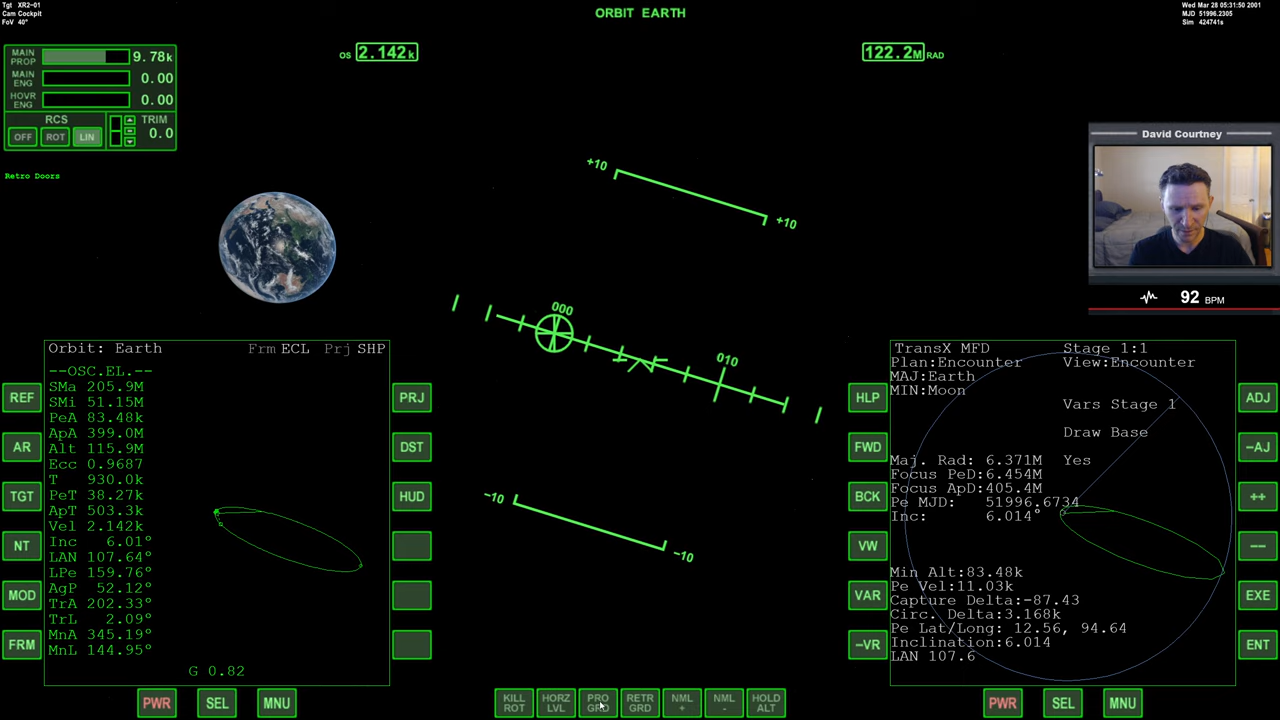 Tgt XR2-01
Cam Cockpit
FoV 40°
ORBIT EARTH
Wed Mar 28 05:31:50 2001
MJD 51996.2305
Sim 424741s
MAIN PROP 9.78k
MAIN ENG 0.00
HOVR ENG 0.00
RCS
TRIM
0.0
OFF ROT LIN
Retro Doors
OS 2.142k
122.2M RAD
+10 +10
000
010
-10 -10
David Courtney
92 BPM
Orbit: Earth Frm ECL Prj SHP
--OSC.EL.--
SMa 205.9M
SMi 51.15M
PeA 83.48k
ApA 399.0M
Alt 115.9M
Ecc 0.9687
T 930.0k
PeT 38.27k
ApT 503.3k
Vel 2.142k
Inc 6.01°
LAN 107.64°
LPe 159.76°
AgP 52.12°
TrA 202.33°
TrL 2.09°
MnA 345.19°
MnL 144.95°
G 0.82
REF
AR
TGT
NT
MOD
FRM
PRJ
DST
HUD
PWR SEL MNU
KILL ROT
HORZ LVL
PRO GRD
RETR GRD
NML +
NML -
HOLD ALT
TransX MFD Stage 1:1
Plan:Encounter View:Encounter
MAJ:Earth
MIN:Moon
Vars Stage 1
Draw Base
Maj. Rad: 6.371M Yes
Focus PeD:6.454M
Focus ApD:405.4M
Pe MJD: 51996.6734
Inc: 6.014°
Min Alt:83.48k
Pe Vel:11.03k
Capture Delta:-87.43
Circ. Delta:3.168k
Pe Lat/Long: 12.56, 94.64
Inclination:6.014
LAN 107.6
HLP
FWD
BCK
VW
VAR
-VR
ADJ
-AJ
++
--
EXE
ENT
PWR SEL MNU